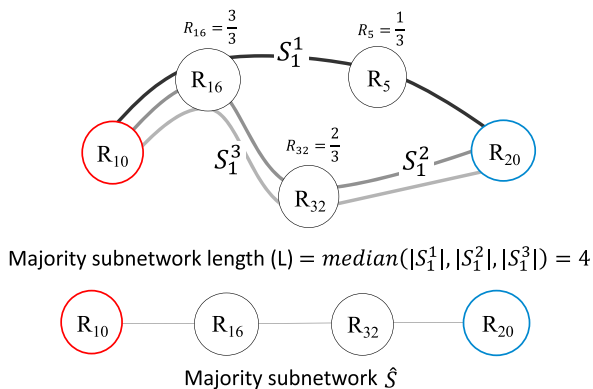 R₁₆ = 3/3
R₅ = 1/3
S₁¹
R₁₆
R₅
R₃₂ = 2/3
R₁₀
S₁³
S₁²
R₂₀
R₃₂
Majority subnetwork length (L) = median(|S₁¹|, |S₁²|, |S₁³|) = 4
R₁₀ R₁₆ R₃₂ R₂₀
Majority subnetwork Ŝ